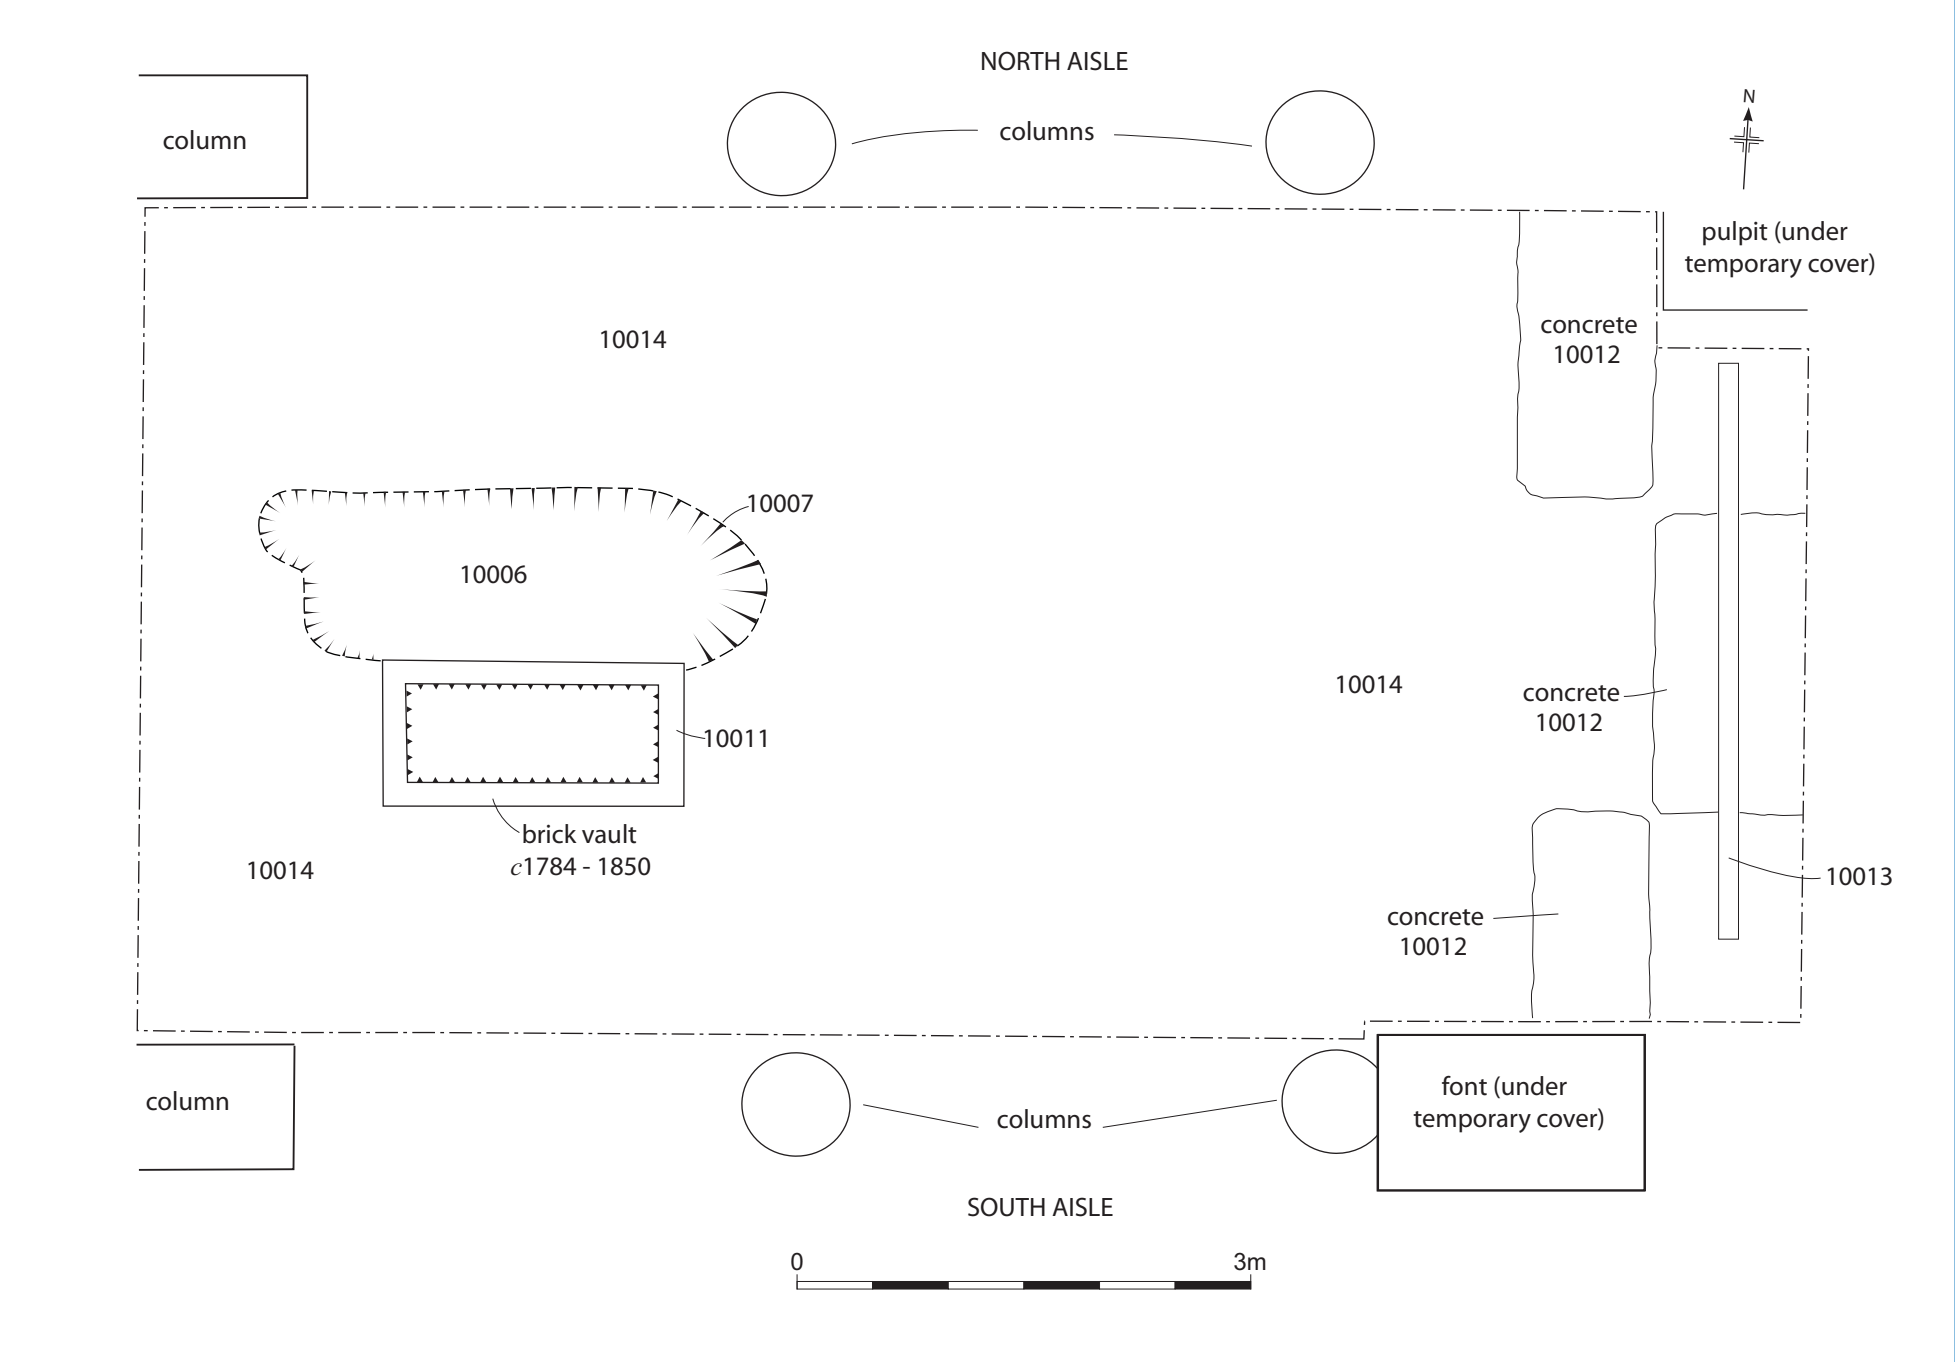 NORTH AISLE
N
column
columns
pulpit (under
temporary cover)
10014
concrete
10012
10007
10006
10014
concrete
10012
10011
brick vault
c1784 - 1850
10014
10013
concrete
10012
column
columns
font (under
temporary cover)
SOUTH AISLE
0
3m